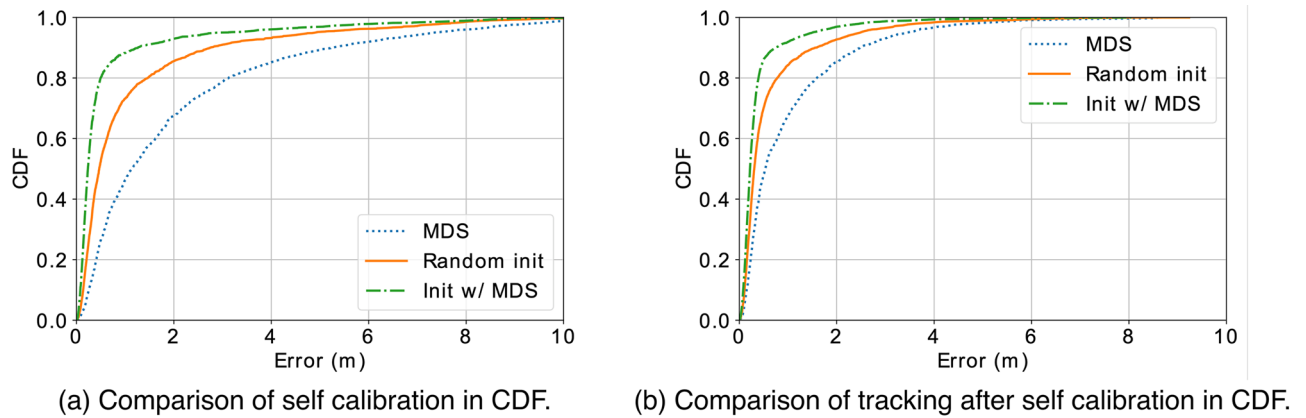 1.0
0.8
0.6
0.4
0.2
0.0
CDF
0
2
4
6
8
10
Error (m)
MDS
Random init
Init w/ MDS
(a) Comparison of self calibration in CDF.
1.0
0.8
0.6
0.4
0.2
0.0
CDF
0
2
4
6
8
10
Error (m)
MDS
Random init
Init w/ MDS
(b) Comparison of tracking after self calibration in CDF.